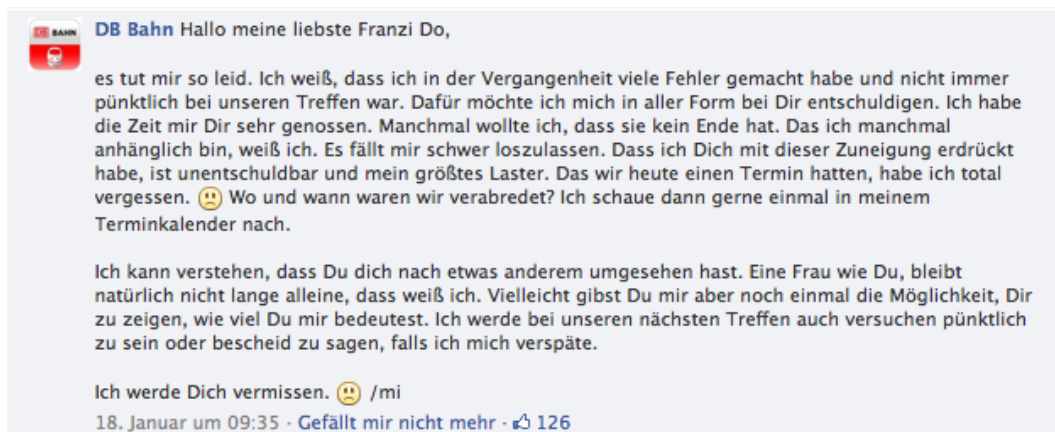 DB BAHN
DB Bahn Hallo meine liebste Franzi Do,
es tut mir so leid. Ich weiß, dass ich in der Vergangenheit viele Fehler gemacht habe und nicht immer
pünktlich bei unseren Treffen war. Dafür möchte ich mich in aller Form bei Dir entschuldigen. Ich habe
die Zeit mir Dir sehr genossen. Manchmal wollte ich, dass sie kein Ende hat. Das ich manchmal
anhänglich bin, weiß ich. Es fällt mir schwer loszulassen. Dass ich Dich mit dieser Zuneigung erdrückt
habe, ist unentschuldbar und mein größtes Laster. Das wir heute einen Termin hatten, habe ich total
vergessen. Wo und wann waren wir verabredet? Ich schaue dann gerne einmal in meinem
Terminkalender nach.
Ich kann verstehen, dass Du dich nach etwas anderem umgesehen hast. Eine Frau wie Du, bleibt
natürlich nicht lange alleine, dass weiß ich. Vielleicht gibst Du mir aber noch einmal die Möglichkeit, Dir
zu zeigen, wie viel Du mir bedeutest. Ich werde bei unseren nächsten Treffen auch versuchen pünktlich
zu sein oder bescheid zu sagen, falls ich mich verspäte.
Ich werde Dich vermissen. /mi
18. Januar um 09:35 · Gefällt mir nicht mehr · 126